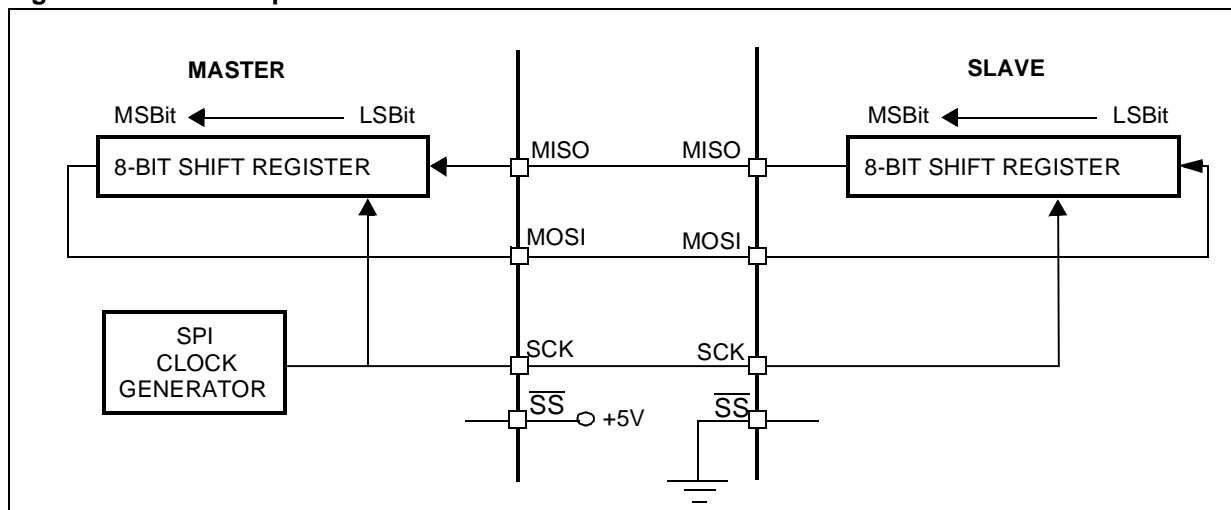 MASTER
SLAVE
MSBit LSBit
MSBit LSBit
8-BIT SHIFT REGISTER
MISO
MISO
8-BIT SHIFT REGISTER
MOSI
MOSI
SPI
CLOCK
GENERATOR
SCK
SCK
SS
+5V
SS